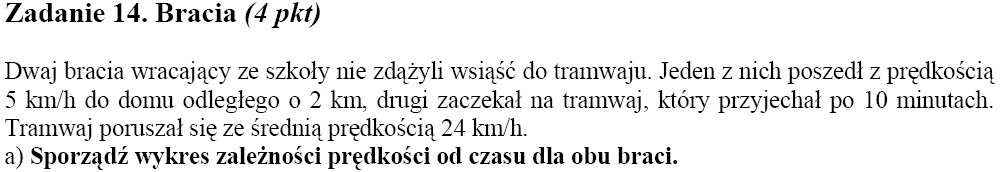 Zadanie 14. Bracia (4 pkt)
Dwaj bracia wracający ze szkoły nie zdążyli wsiąść do tramwaju. Jeden z nich poszedł z prędkością
5 km/h do domu odległego o 2 km, drugi zaczekał na tramwaj, który przyjechał po 10 minutach.
Tramwaj poruszał się ze średnią prędkością 24 km/h.
a) Sporządź wykres zależności prędkości od czasu dla obu braci.